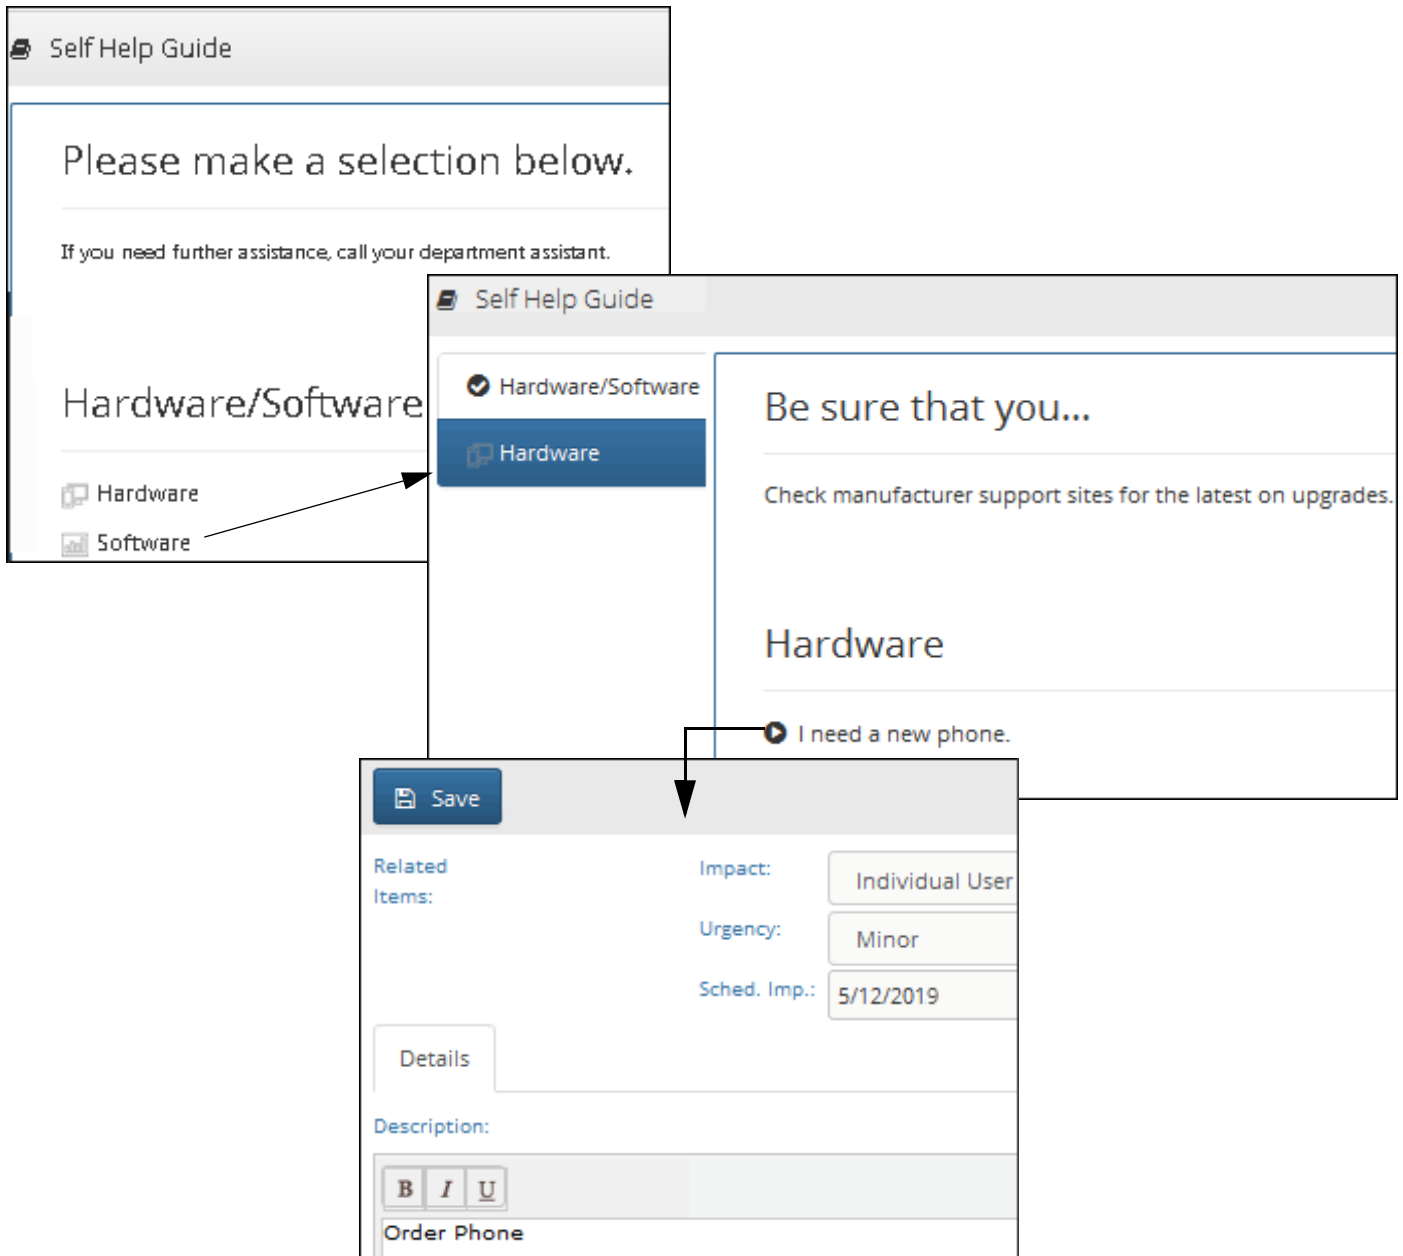 Self Help Guide
Please make a selection below.
If you need further assistance, call your department assistant.
Hardware/Software
Hardware
Software
Self Help Guide
Hardware/Software
Hardware
Be sure that you...
Check manufacturer support sites for the latest on upgrades.
Hardware
I need a new phone.
Save
Related
Items:
Impact:
Individual User
Urgency:
Minor
Sched. Imp.:
5/12/2019
Details
Description:
B I U
Order Phone